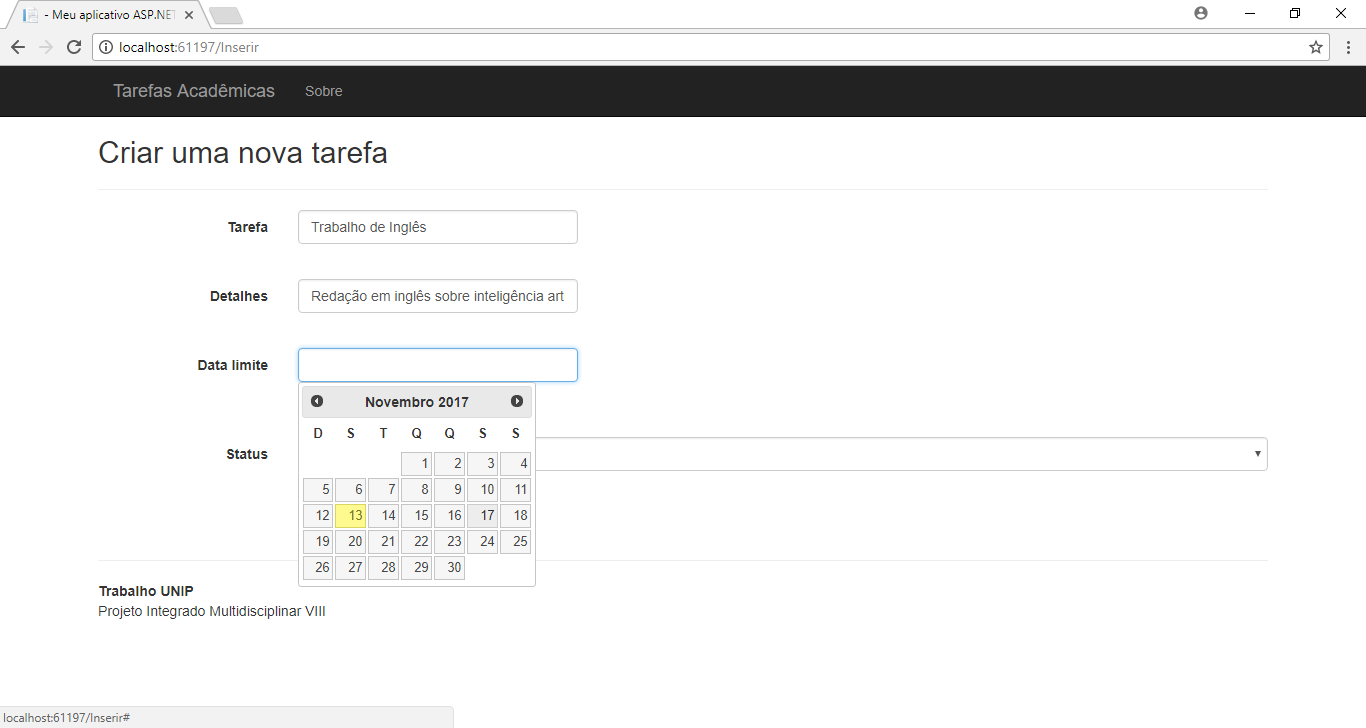 - Meu aplicativo ASP.NET
localhost:61197/Inserir
Tarefas Acadêmicas Sobre
Criar uma nova tarefa
Tarefa Trabalho de Inglês
Detalhes Redação em inglês sobre inteligência art
Data limite
Novembro 2017
D S T Q Q S S
1 2 3 4
5 6 7 8 9 10 11
Status
12 13 14 15 16 17 18
19 20 21 22 23 24 25
26 27 28 29 30
Trabalho UNIP
Projeto Integrado Multidisciplinar VIII
localhost:61197/Inserir#